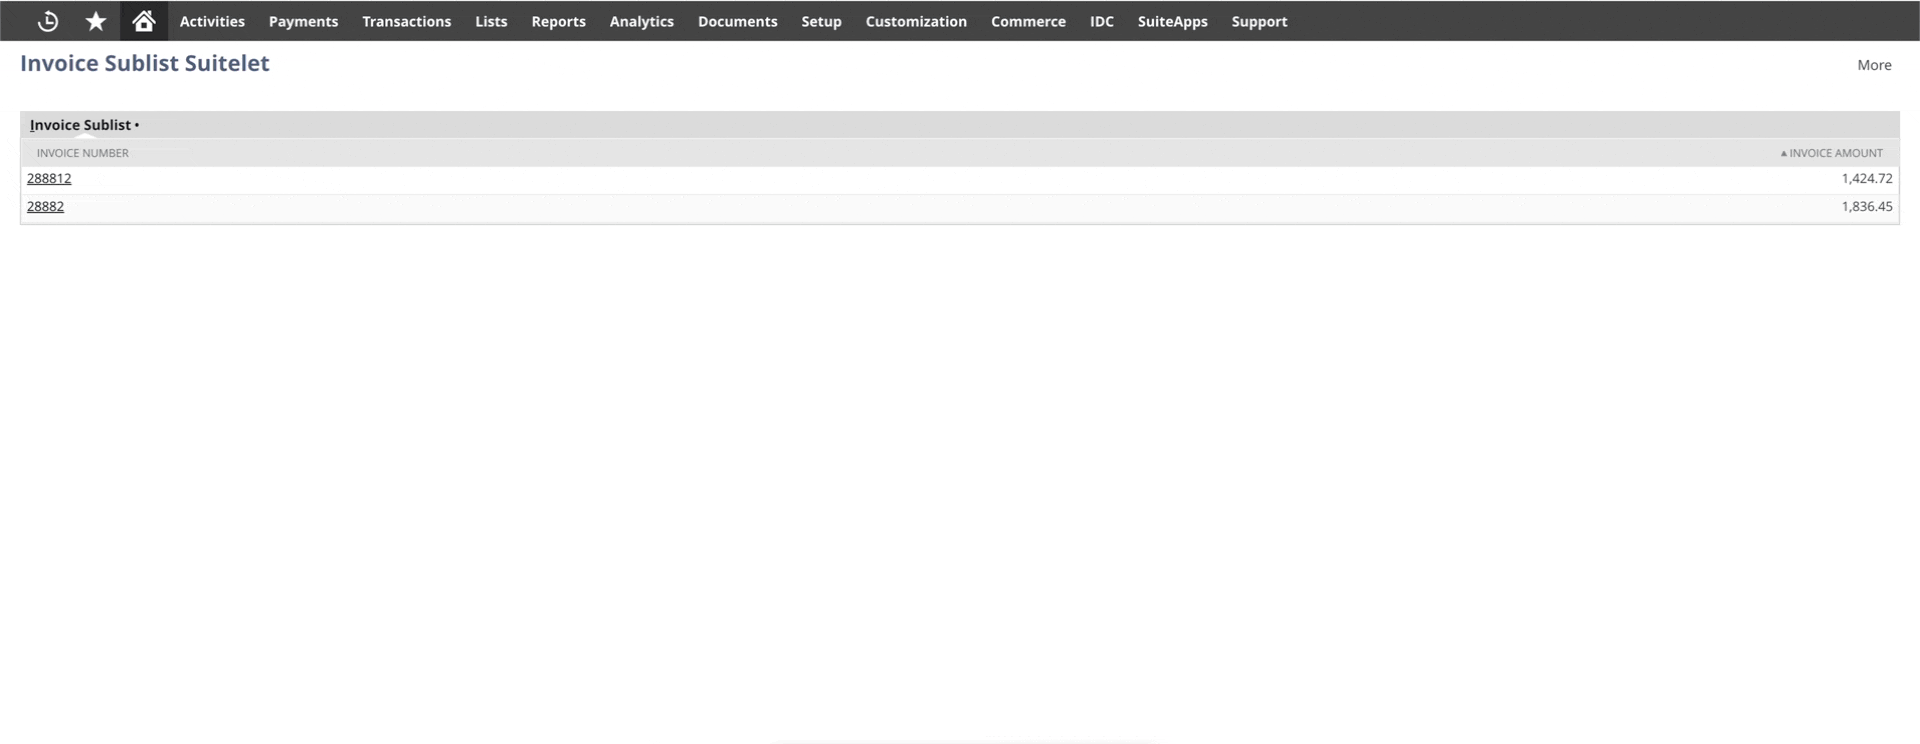 Activities Payments Transactions Lists Reports Analytics Documents Setup Customization Commerce IDC SuiteApps Support
Invoice Sublist Suitelet More
Invoice Sublist •
INVOICE NUMBER ▲ INVOICE AMOUNT
288812 1,424.72
28882 1,836.45